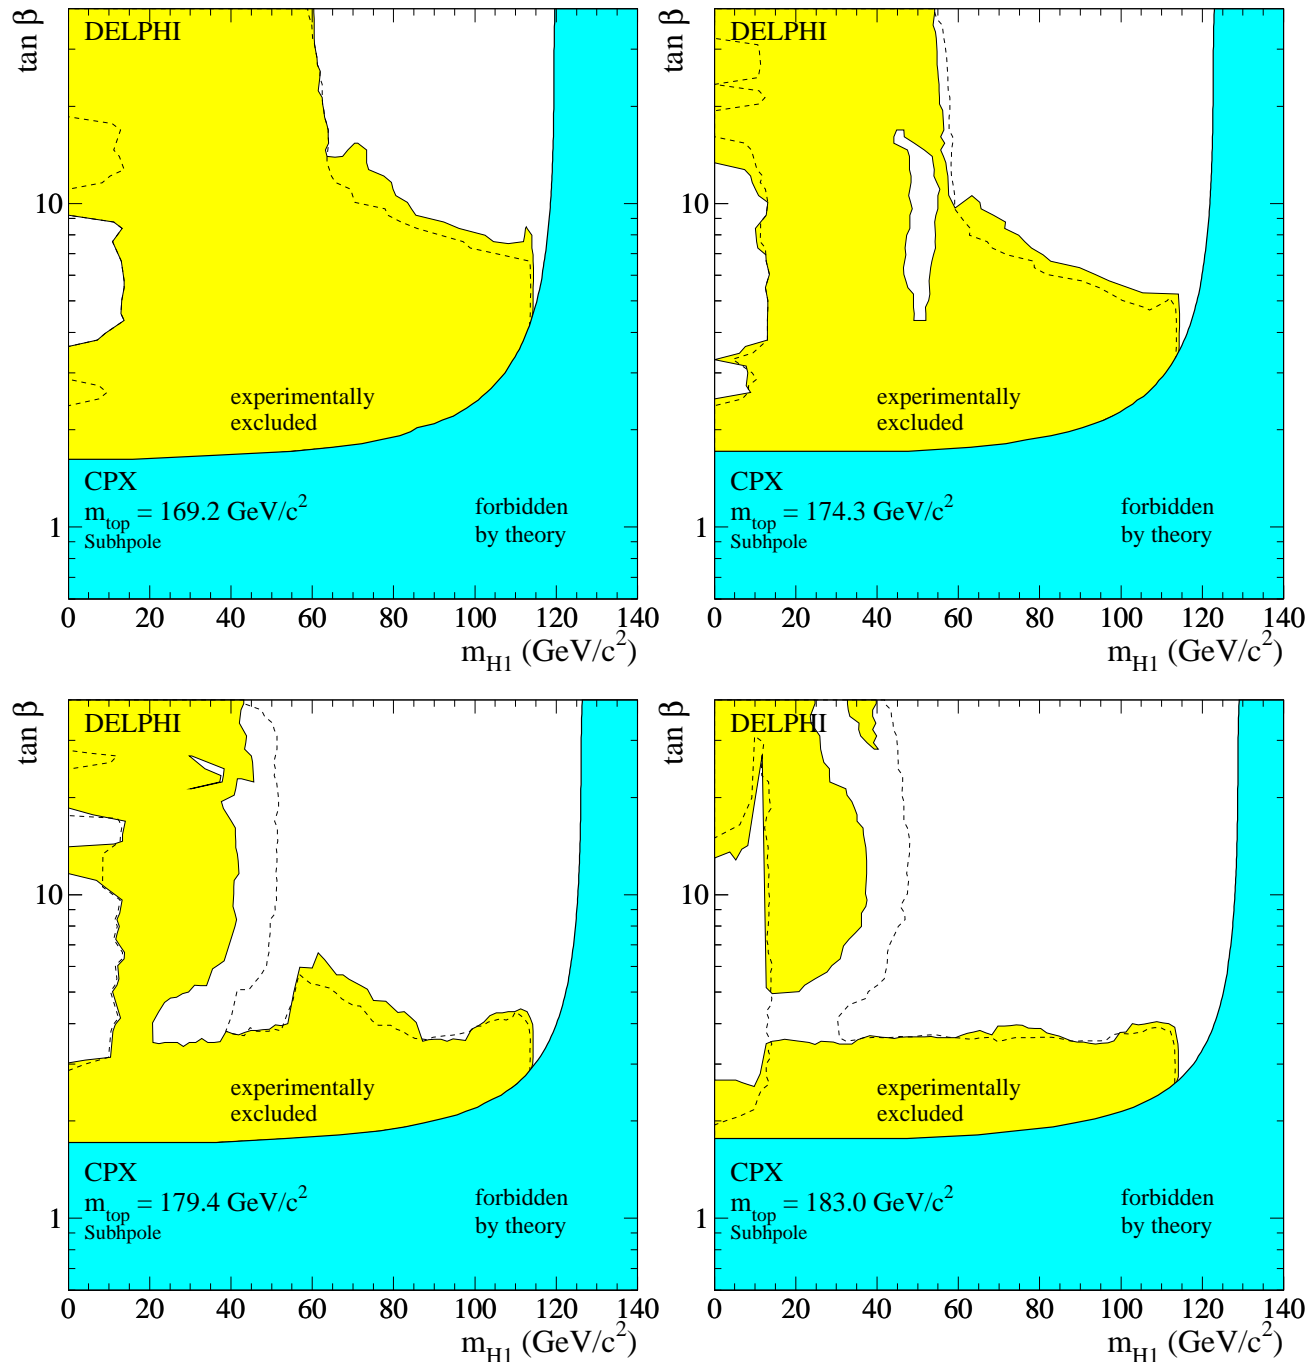 tan β
DELPHI
10
1
experimentally
excluded
CPX
m_top = 169.2 GeV/c²
Subhpole
forbidden
by theory
0 20 40 60 80 100 120 140
m_H1 (GeV/c²)
tan β
DELPHI
10
1
experimentally
excluded
CPX
m_top = 174.3 GeV/c²
Subhpole
forbidden
by theory
0 20 40 60 80 100 120 140
m_H1 (GeV/c²)
tan β
DELPHI
10
1
experimentally
excluded
CPX
m_top = 179.4 GeV/c²
Subhpole
forbidden
by theory
0 20 40 60 80 100 120 140
m_H1 (GeV/c²)
tan β
DELPHI
10
1
experimentally
excluded
CPX
m_top = 183.0 GeV/c²
Subhpole
forbidden
by theory
0 20 40 60 80 100 120 140
m_H1 (GeV/c²)